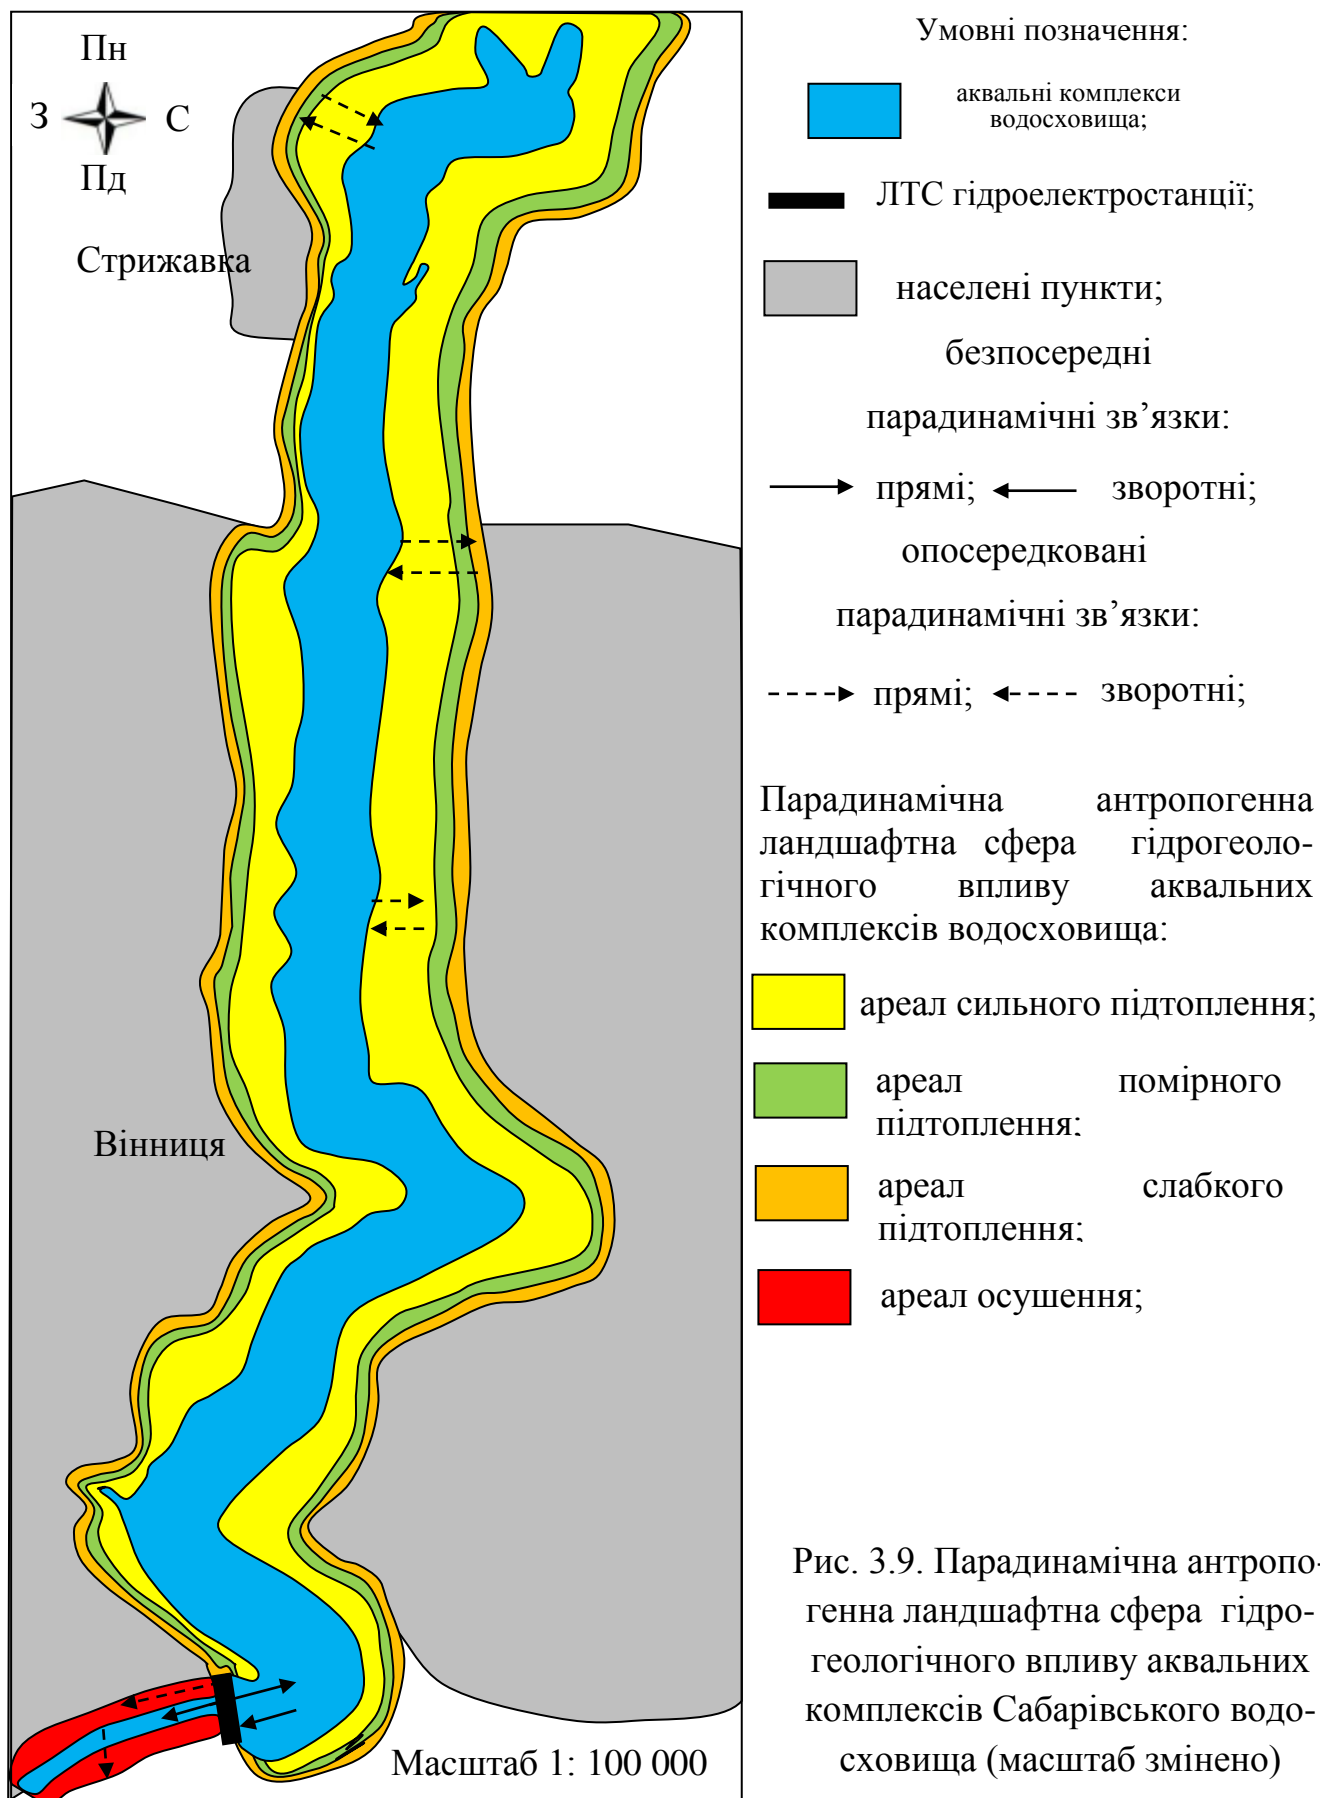 Пн
З С
Пд
Стрижавка
Вінниця
Масштаб 1: 100 000
Умовні позначення:
аквальні комплекси
водосховища;
ЛТС гідроелектростанції;
населені пункти;
безпосередні
парадинамічні зв’язки:
прямі; зворотні;
опосередковані
парадинамічні зв’язки:
прямі; зворотні;
Парадинамічна антропогенна
ландшафтна сфера гідрогеоло-
гічного впливу аквальних
комплексів водосховища:
ареал сильного підтоплення;
ареал помірного
підтоплення;
ареал слабкого
підтоплення;
ареал осушення;
Рис. 3.9. Парадинамічна антропо-
генна ландшафтна сфера гідро-
геологічного впливу аквальних
комплексів Сабарівського водо-
сховища (масштаб змінено)